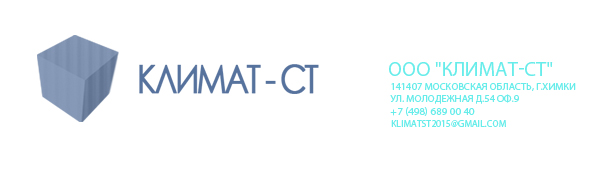 КЛИМАТ - СТ
ООО "КЛИМАТ-СТ"
141407 МОСКОВСКАЯ ОБЛАСТЬ, Г.ХИМКИ
УЛ. МОЛОДЕЖНАЯ Д.54 ОФ.9
+7 (498) 689 00 40
KLIMATST2015@GMAIL.COM